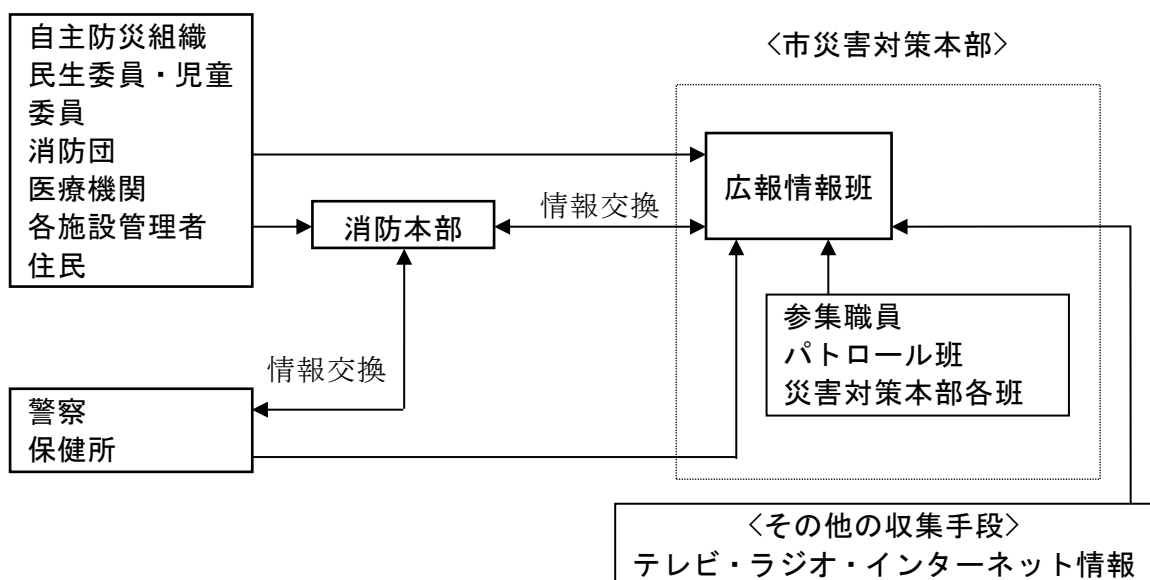 自主防災組織
民生委員・児童
委員
消防団
医療機関
各施設管理者
住民
〈市災害対策本部〉
広報情報班
情報交換
消防本部
参集職員
パトロール班
災害対策本部各班
情報交換
警察
保健所
〈その他の収集手段〉
テレビ・ラジオ・インターネット情報